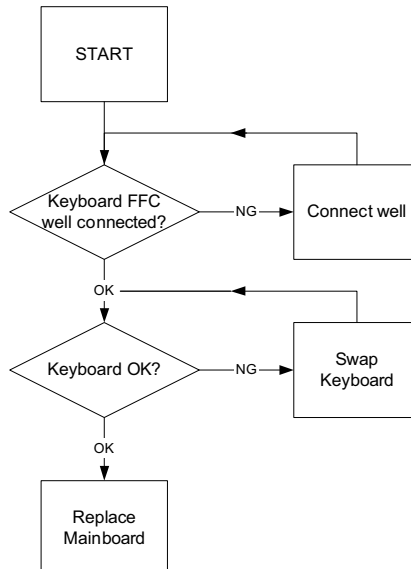 START
Keyboard FFC
well connected?
NG
Connect well
OK
Keyboard OK?
NG
Swap
Keyboard
OK
Replace
Mainboard